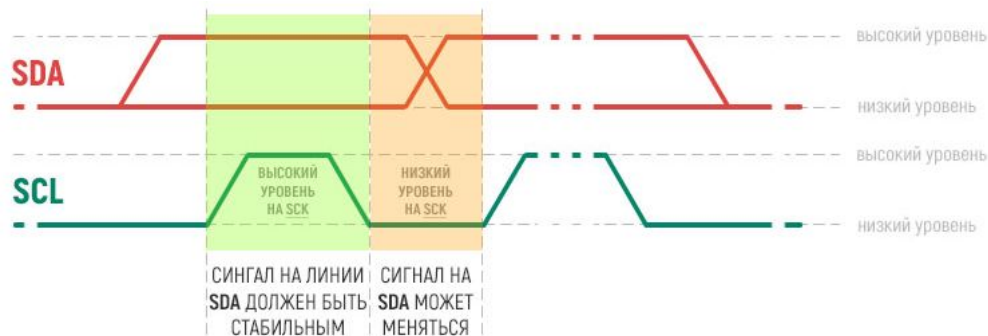 высокий уровень
SDA
низкий уровень
высокий уровень
SCL
ВЫСОКИЙ
УРОВЕНЬ
НА SCK
НИЗКИЙ
УРОВЕНЬ
НА SCK
низкий уровень
СИНГАЛ НА ЛИНИИ
SDA ДОЛЖЕН БЫТЬ
СТАБИЛЬНЫМ
СИГНАЛ НА
SDA МОЖЕТ
МЕНЯТЬСЯ